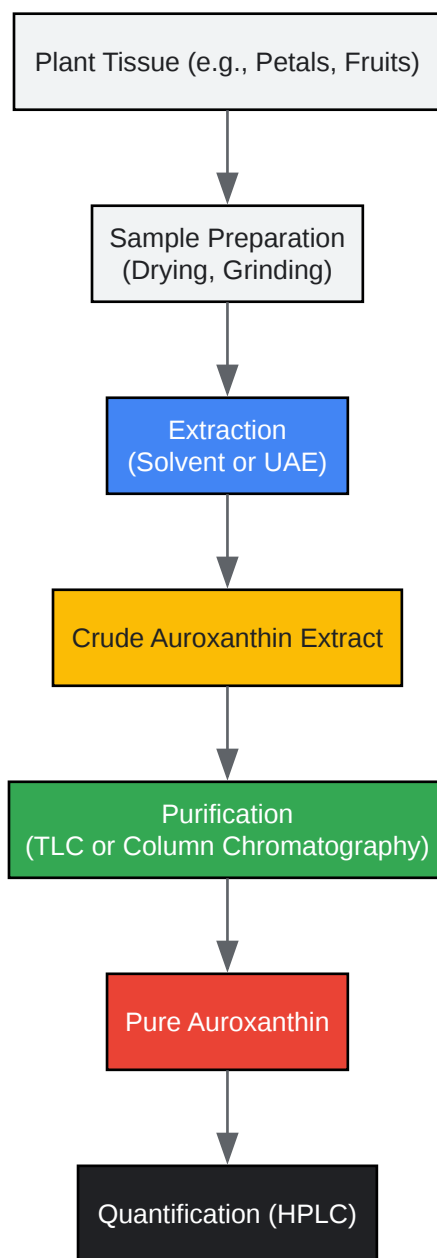 Plant Tissue (e.g., Petals, Fruits)
Sample Preparation
(Drying, Grinding)
Extraction
(Solvent or UAE)
Crude Auroxanthin Extract
Purification
(TLC or Column Chromatography)
Pure Auroxanthin
Quantification (HPLC)